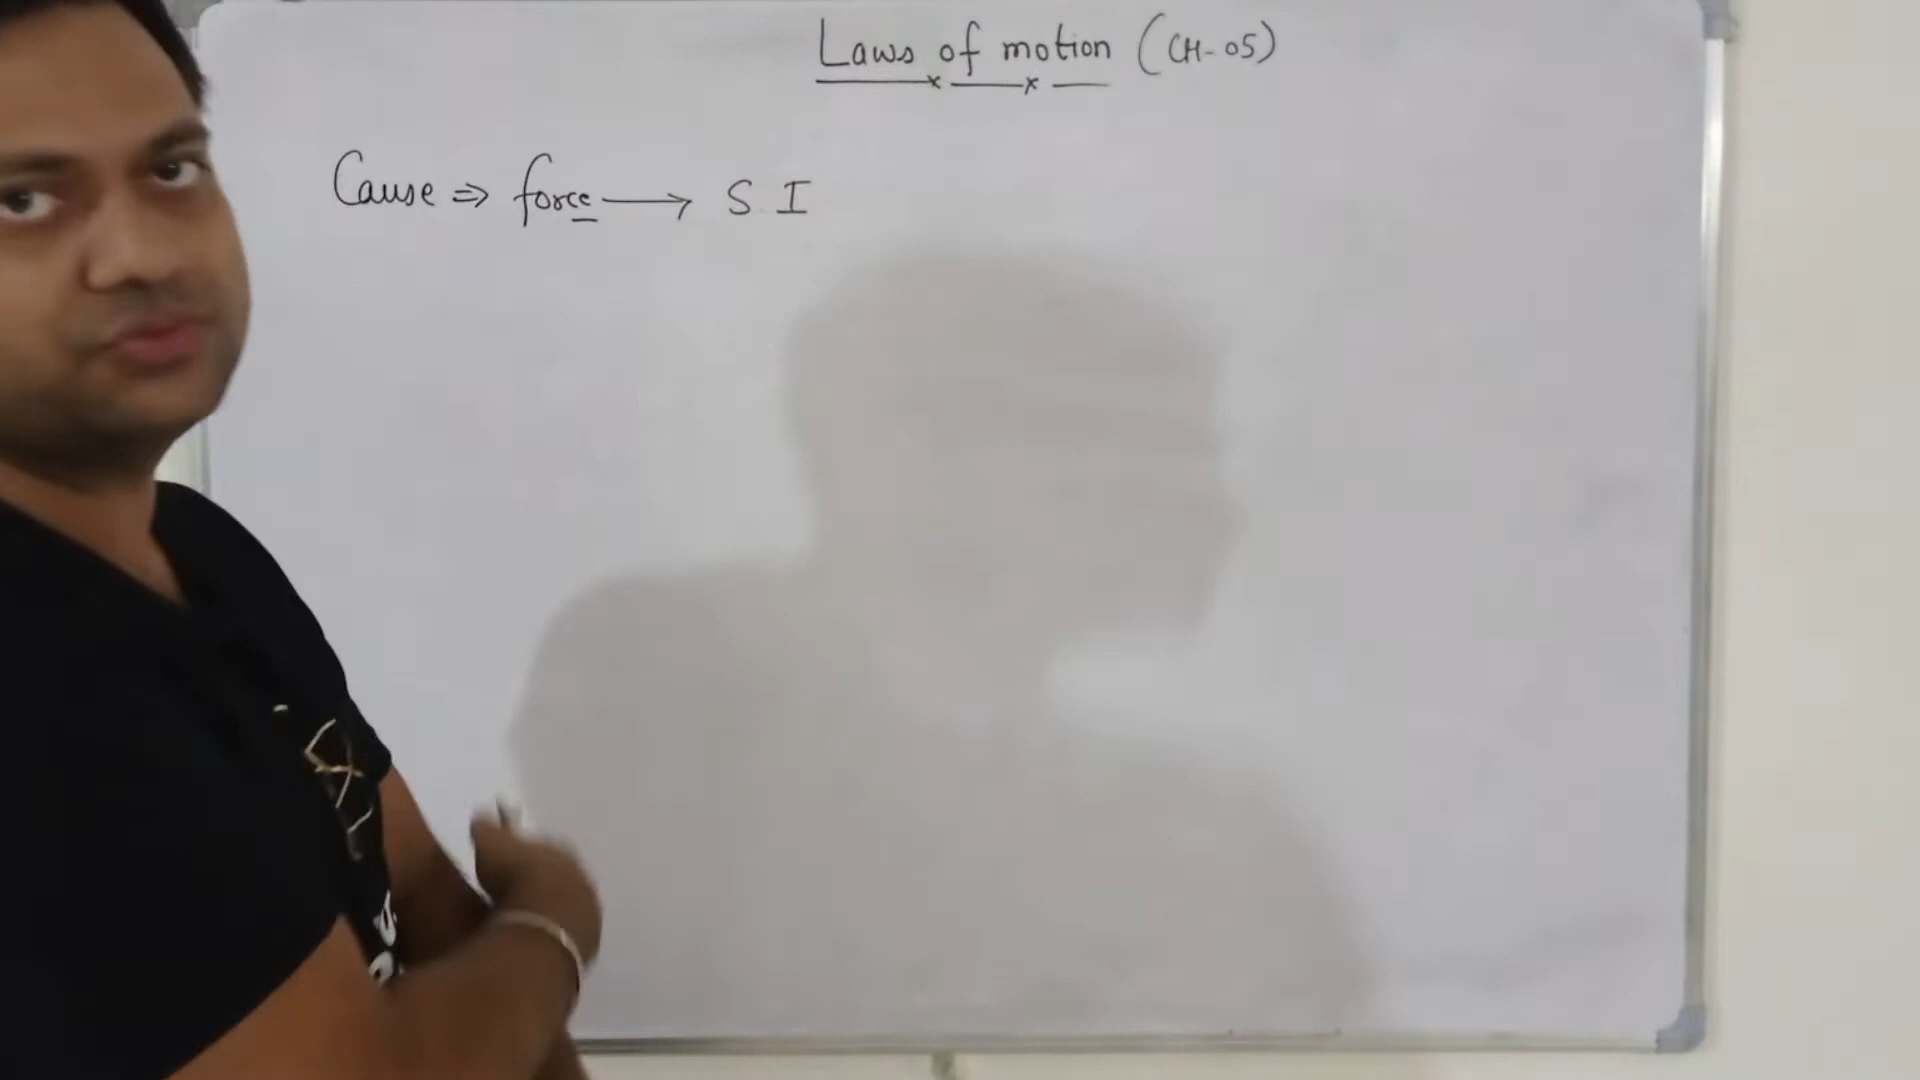 Laws of motion (CH-05)
Cause ⇒ force ⟶ S I